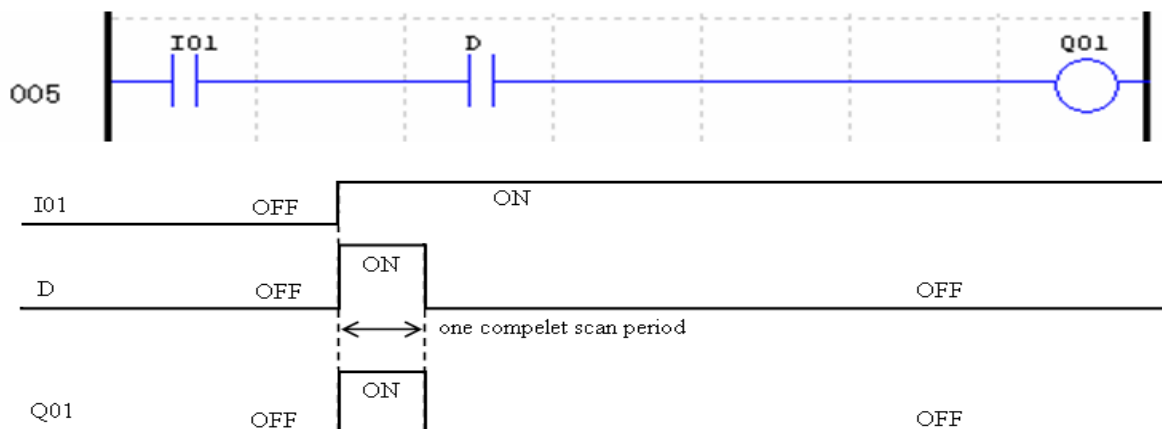 I01 D Q01
005
I01 OFF ON
ON
D OFF OFF
one compelet scan period
ON
Q01 OFF OFF